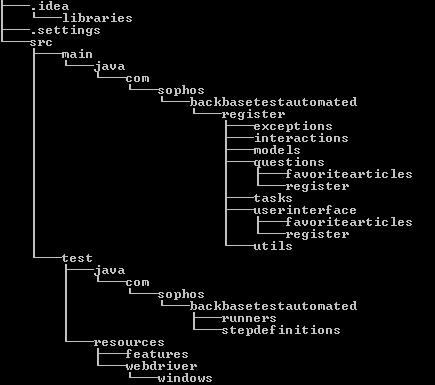 .idea
libraries
.settings
src
main
java
com
sophos
backbasetestautomated
register
exceptions
interactions
models
questions
favoritearticles
register
tasks
userinterface
favoritearticles
register
utils
test
java
com
sophos
backbasetestautomated
runners
stepdefinitions
resources
features
webdriver
windows